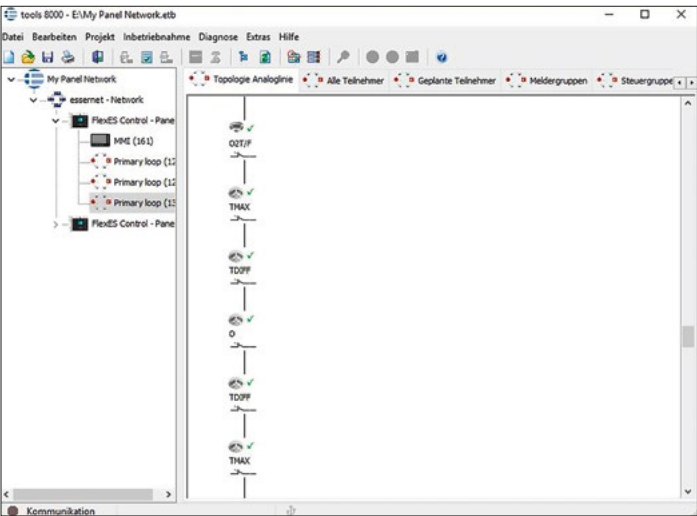 tools 8000 - E:\My Panel Network.etb
Datei Bearbeiten Projekt Inbetriebnahme Diagnose Extras Hilfe
My Panel Network
essernet - Network
FlexES Control - Pane
MMI (161)
Primary loop (12
Primary loop (12
Primary loop (13
FlexES Control - Pane
Topologie Analoglinie
Alle Teilnehmer
Geplante Teilnehmer
Meldergruppen
Steuergruppe
O2T/F
TMAX
TDIFF
O
TDIFF
TMAX
Kommunikation